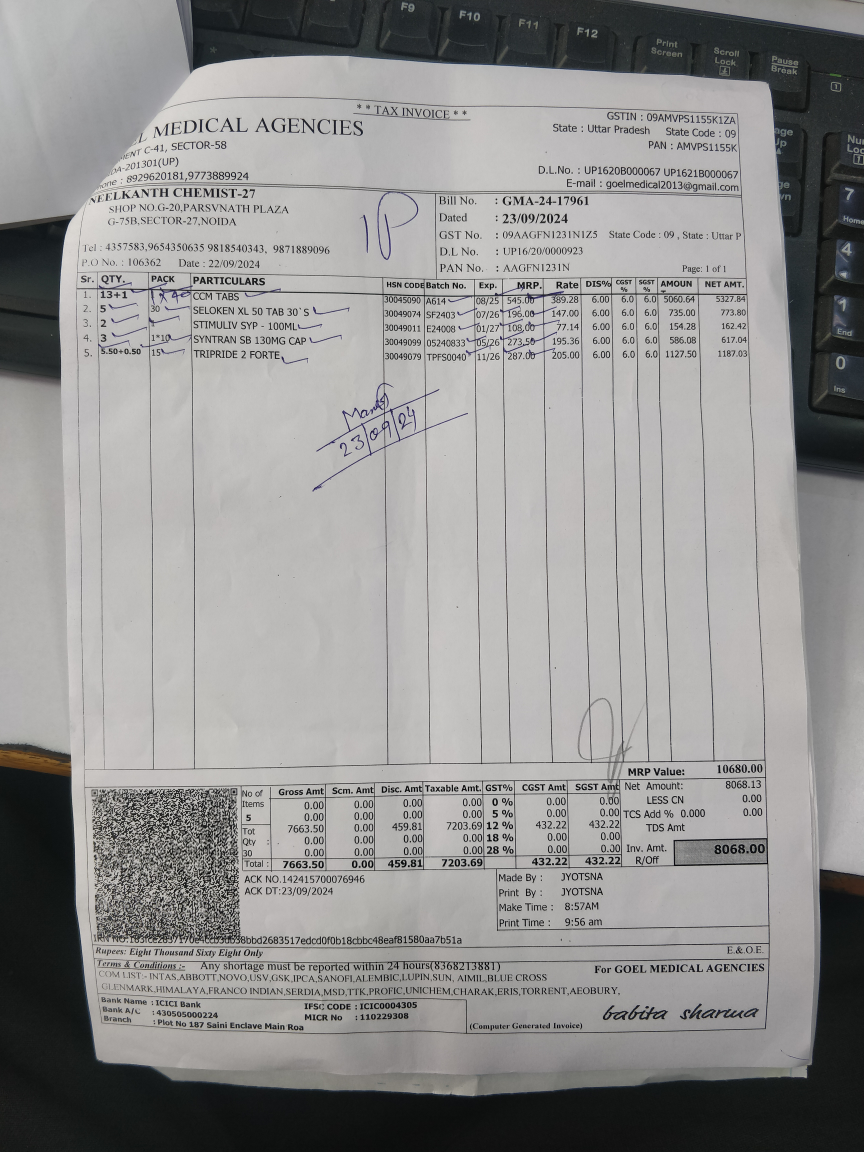 * * TAX INVOICE * *
EL MEDICAL AGENCIES
C-41, SECTOR-58
DA-201301(UP)
hone : 8929620181,9773889924
GSTIN : 09AMVPS1155K1ZA
State : Uttar Pradesh State Code : 09
PAN : AMVPS1155K
D.L.No. : UP1620B000067 UP1621B000067
E-mail : goelmedical2013@gmail.com
NEELKANTH CHEMIST-27
SHOP NO.G-20,PARSVNATH PLAZA
G-75B,SECTOR-27,NOIDA
Tel : 4357583,9654350635 9818540343, 9871889096
P.O No. : 106362 Date : 22/09/2024
IP
Bill No. : GMA-24-17961
Dated : 23/09/2024
GST No. : 09AAGFN1231N1Z5 State Code : 09 , State : Uttar P
D.L No. : UP16/20/0000923
PAN No. : AAGFN1231N Page: 1 of 1
Sr. QTY. PACK PARTICULARS HSN CODE Batch No. Exp. MRP. Rate DIS% CGST % SGST % AMOUN NET AMT.
1. 13+1 1x40 CCM TABS 30045090 A614 08/25 545.00 389.28 6.00 6.0 6.0 5060.64 5327.84
2. 5 30 SELOKEN XL 50 TAB 30`S 30049074 SF2403 07/26 196.00 147.00 6.00 6.0 6.0 735.00 773.80
3. 2 STIMULIV SYP - 100ML 30049011 E24008 01/27 108.00 77.14 6.00 6.0 6.0 154.28 162.42
4. 3 1*10 SYNTRAN SB 130MG CAP 30049099 05240833 05/26 273.50 195.36 6.00 6.0 6.0 586.08 617.04
5. 5.50+0.50 15 TRIPRIDE 2 FORTE 30049079 TPFS0040 11/26 287.00 205.00 6.00 6.0 6.0 1127.50 1187.03
23/09/24
MRP Value: 10680.00
No of Items 5 Tot Qty : 30
Gross Amt Scm. Amt Disc. Amt Taxable Amt. GST% CGST Amt SGST Amt
0.00 0.00 0.00 0.00 0 % 0.00 0.00
0.00 0.00 0.00 0.00 5 % 0.00 0.00
7663.50 0.00 459.81 7203.69 12 % 432.22 432.22
0.00 0.00 0.00 0.00 18 % 0.00 0.00
0.00 0.00 0.00 0.00 28 % 0.00 0.00
Total : 7663.50 0.00 459.81 7203.69 432.22 432.22
Net Amount: 8068.13
LESS CN 0.00
TCS Add % 0.000 0.00
TDS Amt
Inv. Amt. 8068.00
R/Off
ACK NO.142415700076946
ACK DT:23/09/2024
Made By : JYOTSNA
Print By : JYOTSNA
Make Time : 8:57AM
Print Time : 9:56 am
Rupees: Eight Thousand Sixty Eight Only E.& O.E.
Terms & Conditions :- Any shortage must be reported within 24 hours(8368213881)
COM LIST:- INTAS,ABBOTT,NOVO,USV,GSK,IPCA,SANOFI,ALEMBIC,LUPIN,SUN, AIMIL,BLUE CROSS
GLENMARK,HIMALAYA,FRANCO INDIAN,SERDIA,MSD,TTK,PROFIC,UNICHEM,CHARAK,ERIS,TORRENT,AEOBURY,
For GOEL MEDICAL AGENCIES
Bank Name : ICICI Bank IFSC CODE : ICIC0004305
Bank A/C : 430505000224 MICR No : 110229308
Branch : Plot No 187 Saini Enclave Main Roa
(Computer Generated Invoice)
babita sharma
F9
F10
F11
F12
Print Screen
Scroll Lock
Pause Break
7
Home
4
1
End
0
Ins